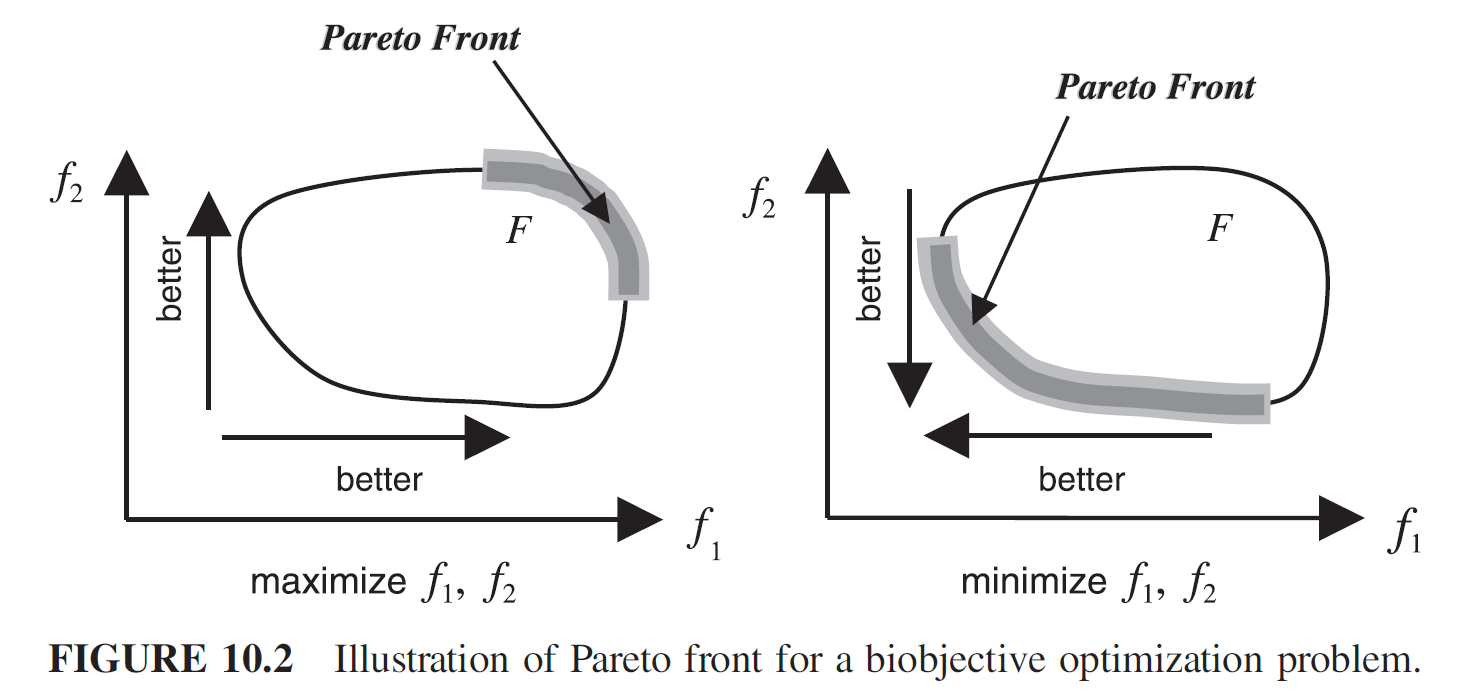 Pareto Front
f2
F
better
better
f1
maximize f1, f2
Pareto Front
f2
F
better
better
f1
minimize f1, f2
FIGURE 10.2 Illustration of Pareto front for a biobjective optimization problem.